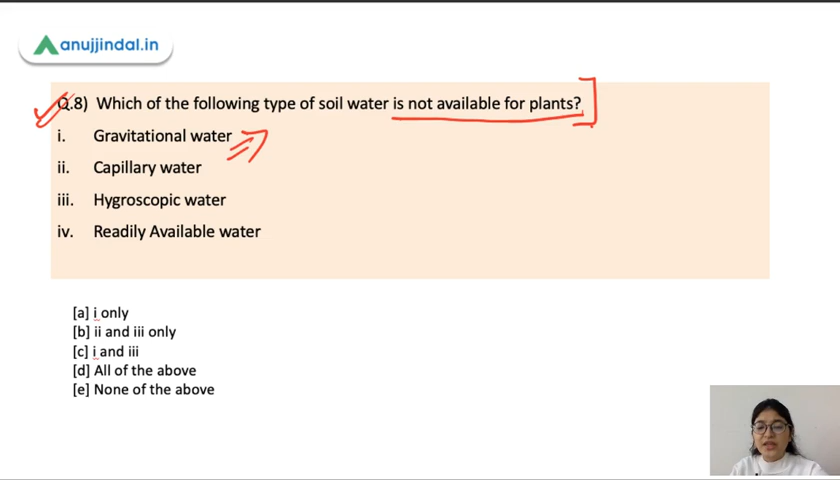 anujjindal.in
Q.8) Which of the following type of soil water is not available for plants?
i. Gravitational water
ii. Capillary water
iii. Hygroscopic water
iv. Readily Available water
[a] i only
[b] ii and iii only
[c] i and iii
[d] All of the above
[e] None of the above